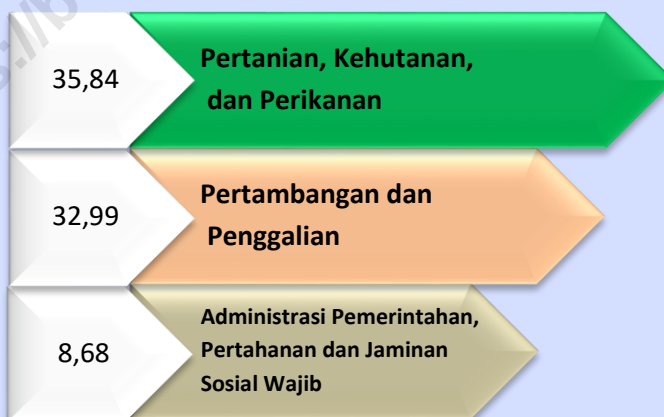 35,84
Pertanian, Kehutanan,
dan Perikanan
32,99
Pertambangan dan
Penggalian
8,68
Administrasi Pemerintahan,
Pertahanan dan Jaminan
Sosial Wajib